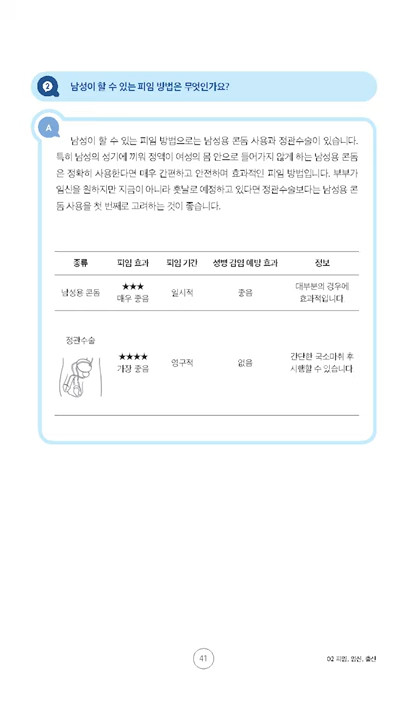 2 남성이 할 수 있는 피임 방법은 무엇인가요?
A
남성이 할 수 있는 피임 방법으로는 남성용 콘돔 사용과 정관수술이 있습니다.
특히 남성의 성기에 끼워 정액이 여성의 몸 안으로 들어가지 않게 하는 남성용 콘돔
은 정확히 사용한다면 매우 간편하고 안전하며 효과적인 피임 방법입니다. 부부가
임신을 원하지만 지금이 아니라 훗날로 예정하고 있다면 정관수술보다는 남성용 콘
돔 사용을 첫 번째로 고려하는 것이 좋습니다.
종류 피임 효과 피임 기간 성병 감염 예방 효과 정보
남성용 콘돔 ★★★ 매우 좋음 일시적 좋음 대부분의 경우에 효과적입니다.
정관수술 ★★★★ 가장 좋음 영구적 없음 간단한 국소마취 후 시행할 수 있습니다.
41
02 피임, 임신, 출산